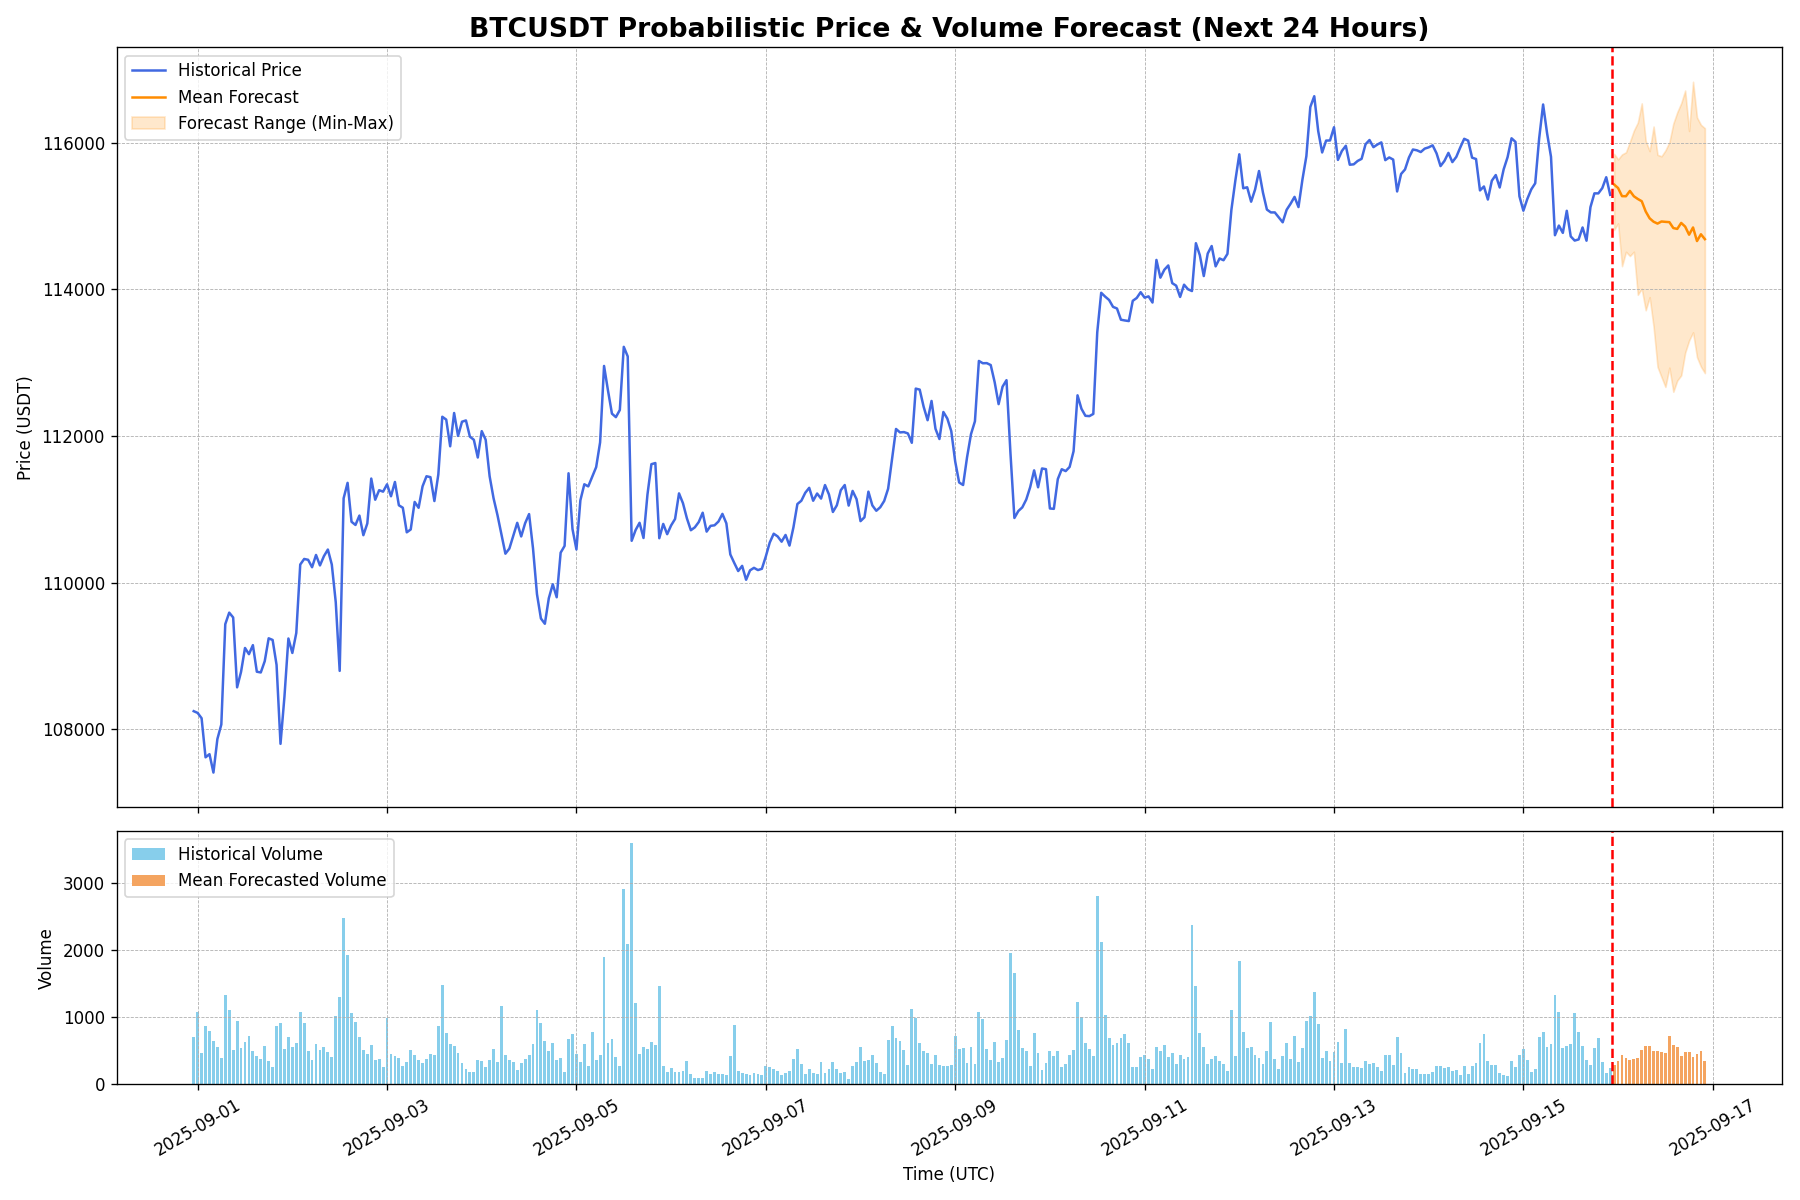 BTCUSDT Probabilistic Price & Volume Forecast (Next 24 Hours)
Historical Price
Mean Forecast
Forecast Range (Min-Max)
116000
114000
112000
110000
108000
Price (USDT)
Historical Volume
Mean Forecasted Volume
3000
2000
1000
0
Volume
2025-09-01
2025-09-03
2025-09-05
2025-09-07
2025-09-09
2025-09-11
2025-09-13
2025-09-15
2025-09-17
Time (UTC)